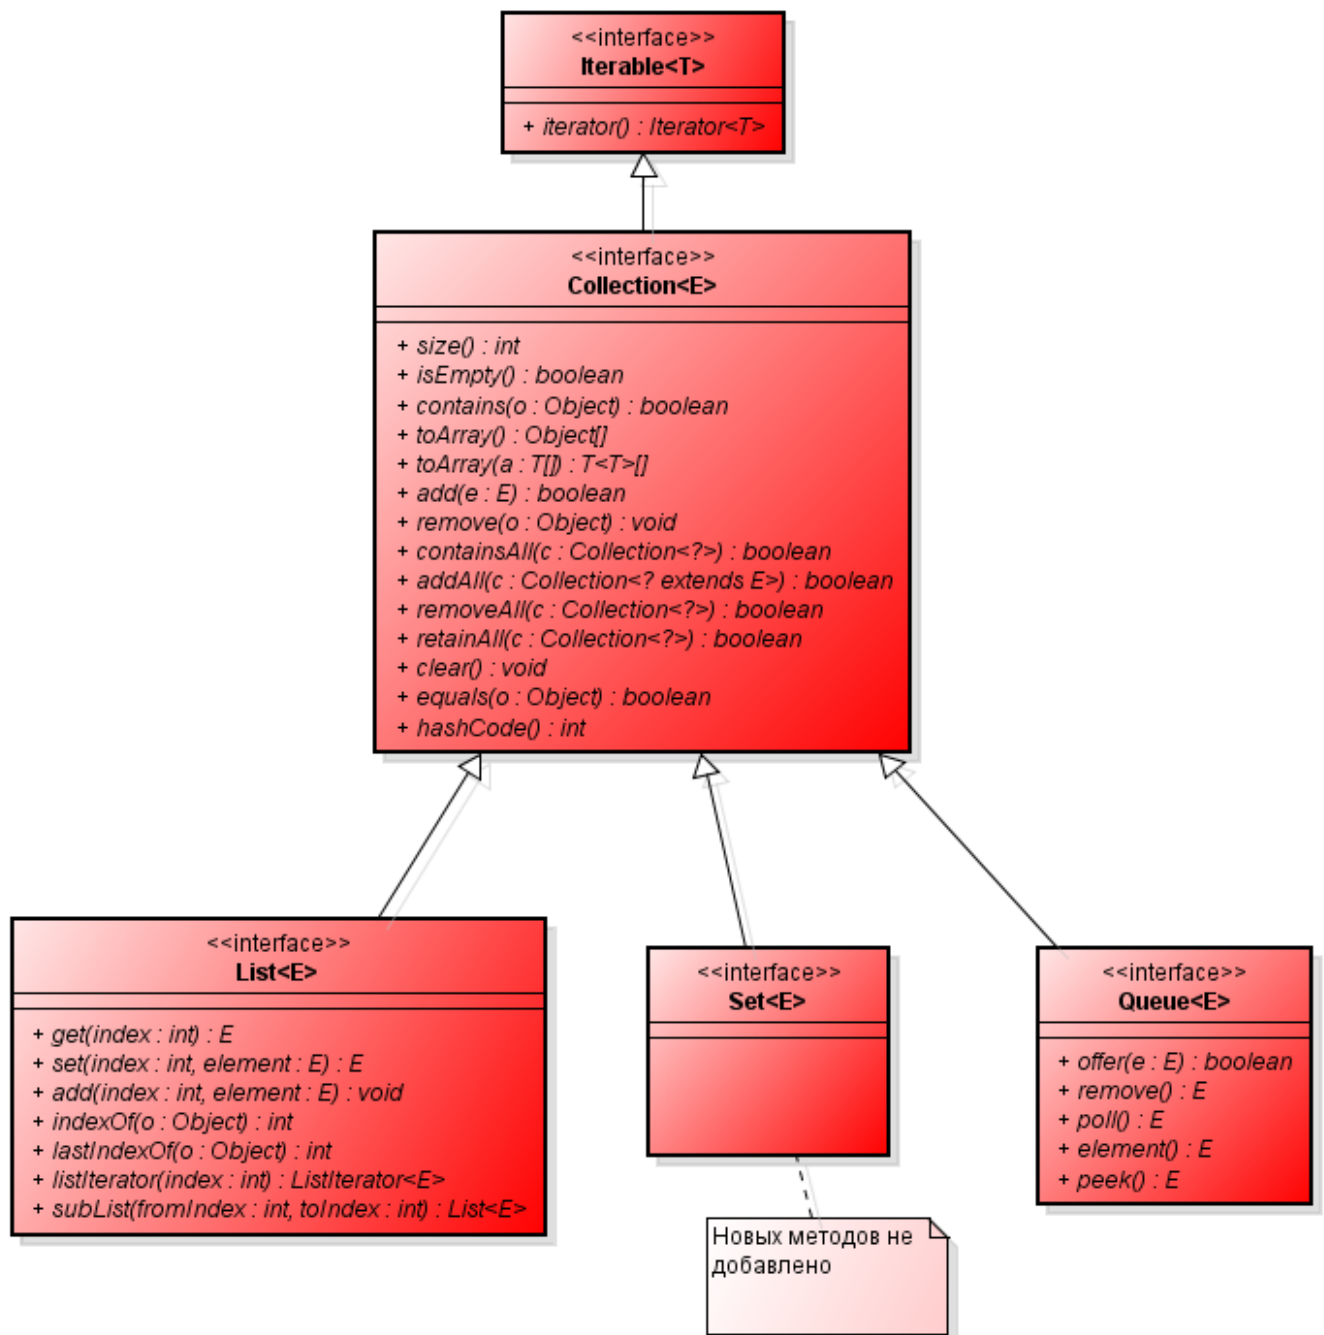 <<interface>>
Iterable<T>
+ iterator() : Iterator<T>
<<interface>>
Collection<E>
+ size() : int
+ isEmpty() : boolean
+ contains(o : Object) : boolean
+ toArray() : Object[]
+ toArray(a : T[]) : T<T>[]
+ add(e : E) : boolean
+ remove(o : Object) : void
+ containsAll(c : Collection<?>) : boolean
+ addAll(c : Collection<? extends E>) : boolean
+ removeAll(c : Collection<?>) : boolean
+ retainAll(c : Collection<?>) : boolean
+ clear() : void
+ equals(o : Object) : boolean
+ hashCode() : int
<<interface>>
List<E>
+ get(index : int) : E
+ set(index : int, element : E) : E
+ add(index : int, element : E) : void
+ indexOf(o : Object) : int
+ lastIndexOf(o : Object) : int
+ listIterator(index : int) : ListIterator<E>
+ subList(fromIndex : int, toIndex : int) : List<E>
<<interface>>
Set<E>
<<interface>>
Queue<E>
+ offer(e : E) : boolean
+ remove() : E
+ poll() : E
+ element() : E
+ peek() : E
Новых методов не
добавлено